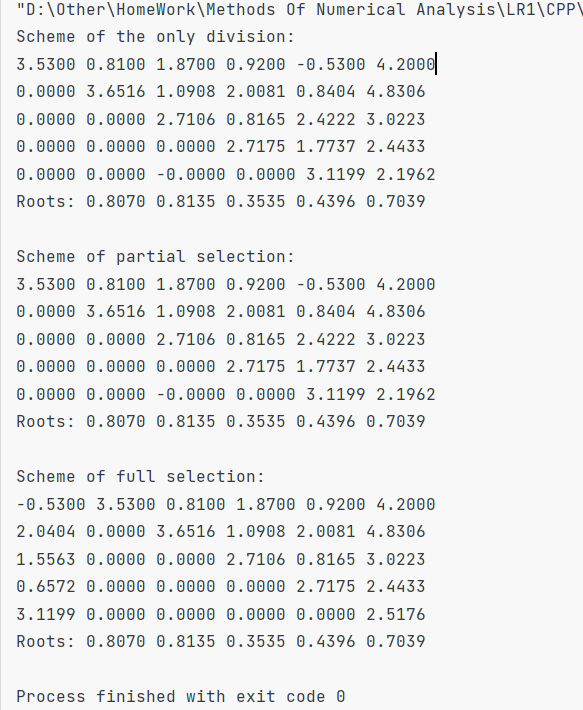 "D:\Other\HomeWork\Methods Of Numerical Analysis\LR1\CPP\
Scheme of the only division:
3.5300 0.8100 1.8700 0.9200 -0.5300 4.2000
0.0000 3.6516 1.0908 2.0081 0.8404 4.8306
0.0000 0.0000 2.7106 0.8165 2.4222 3.0223
0.0000 0.0000 0.0000 2.7175 1.7737 2.4433
0.0000 0.0000 -0.0000 0.0000 3.1199 2.1962
Roots: 0.8070 0.8135 0.3535 0.4396 0.7039
Scheme of partial selection:
3.5300 0.8100 1.8700 0.9200 -0.5300 4.2000
0.0000 3.6516 1.0908 2.0081 0.8404 4.8306
0.0000 0.0000 2.7106 0.8165 2.4222 3.0223
0.0000 0.0000 0.0000 2.7175 1.7737 2.4433
0.0000 0.0000 -0.0000 0.0000 3.1199 2.1962
Roots: 0.8070 0.8135 0.3535 0.4396 0.7039
Scheme of full selection:
-0.5300 3.5300 0.8100 1.8700 0.9200 4.2000
2.0404 0.0000 3.6516 1.0908 2.0081 4.8306
1.5563 0.0000 0.0000 2.7106 0.8165 3.0223
0.6572 0.0000 0.0000 0.0000 2.7175 2.4433
3.1199 0.0000 0.0000 0.0000 0.0000 2.5176
Roots: 0.8070 0.8135 0.3535 0.4396 0.7039
Process finished with exit code 0